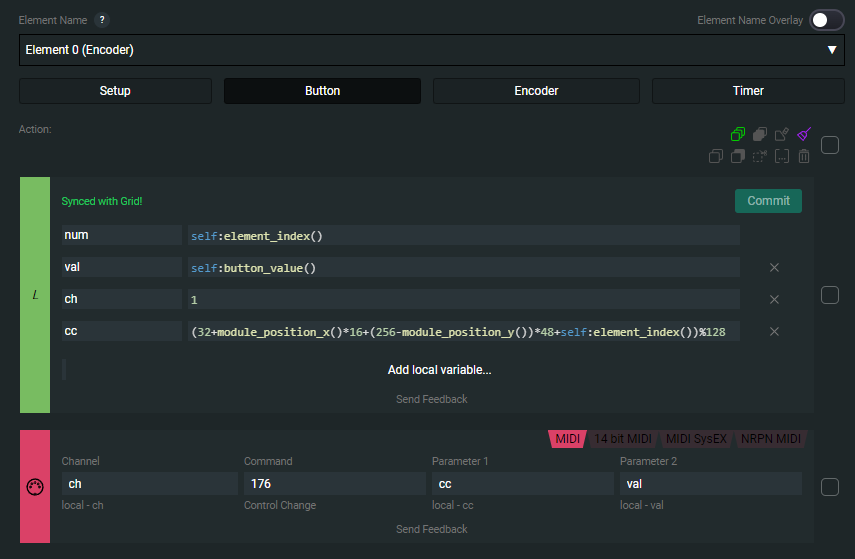 Element Name ? Element Name Overlay
Element 0 (Encoder) ▼
Setup Button Encoder Timer
Action:
L
Synced with Grid! Commit
num self:element_index()
val self:button_value()
ch 1
cc (32+module_position_x()*16+(256-module_position_y())*48+self:element_index())%128
Add local variable...
Send Feedback
MIDI 14 bit MIDI MIDI SysEX NRPN MIDI
Channel Command Parameter 1 Parameter 2
ch 176 cc val
local - ch Control Change local - cc local - val
Send Feedback